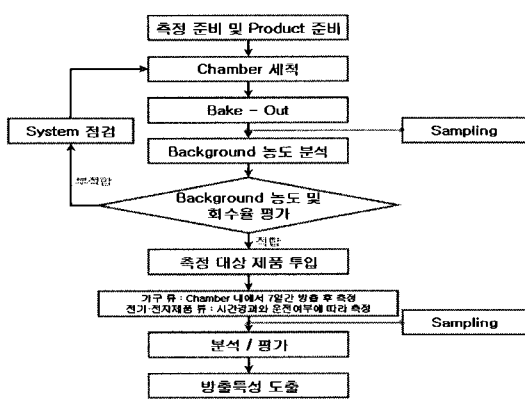 측정 준비 및 Product 준비
Chamber 세척
Bake - Out
System 점검
Sampling
Background 농도 분석
부적합
Background 농도 및
회수율 평가
적합
측정 대상 제품 투입
가구 류 : Chamber 내에서 7일간 방출 후 측정
전기·전자제품 류 : 시간경과와 운전여부에 따라 측정
Sampling
분석 / 평가
방출특성 도출